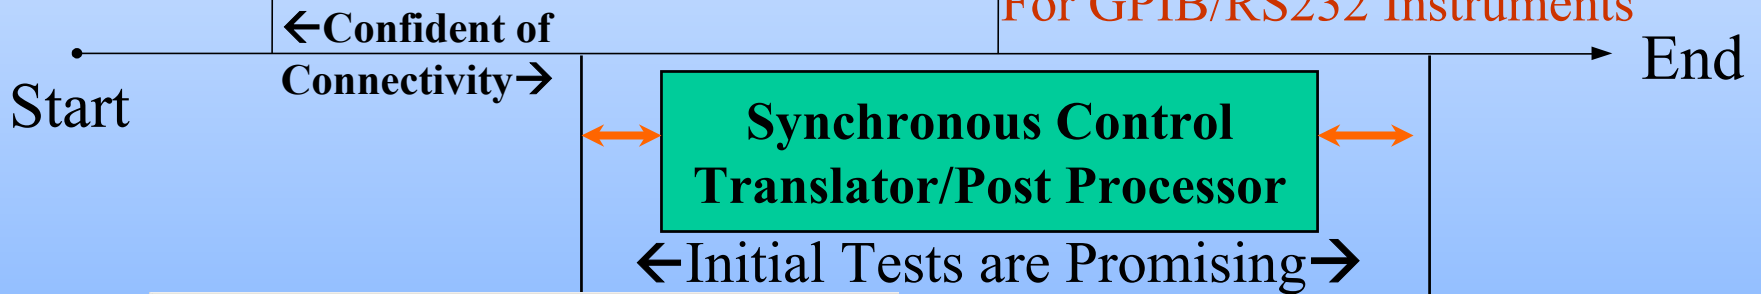 For GPIB/RS232 Instruments
←Confident of
Connectivity→
Start
End
Synchronous Control
Translator/Post Processor
←Initial Tests are Promising→